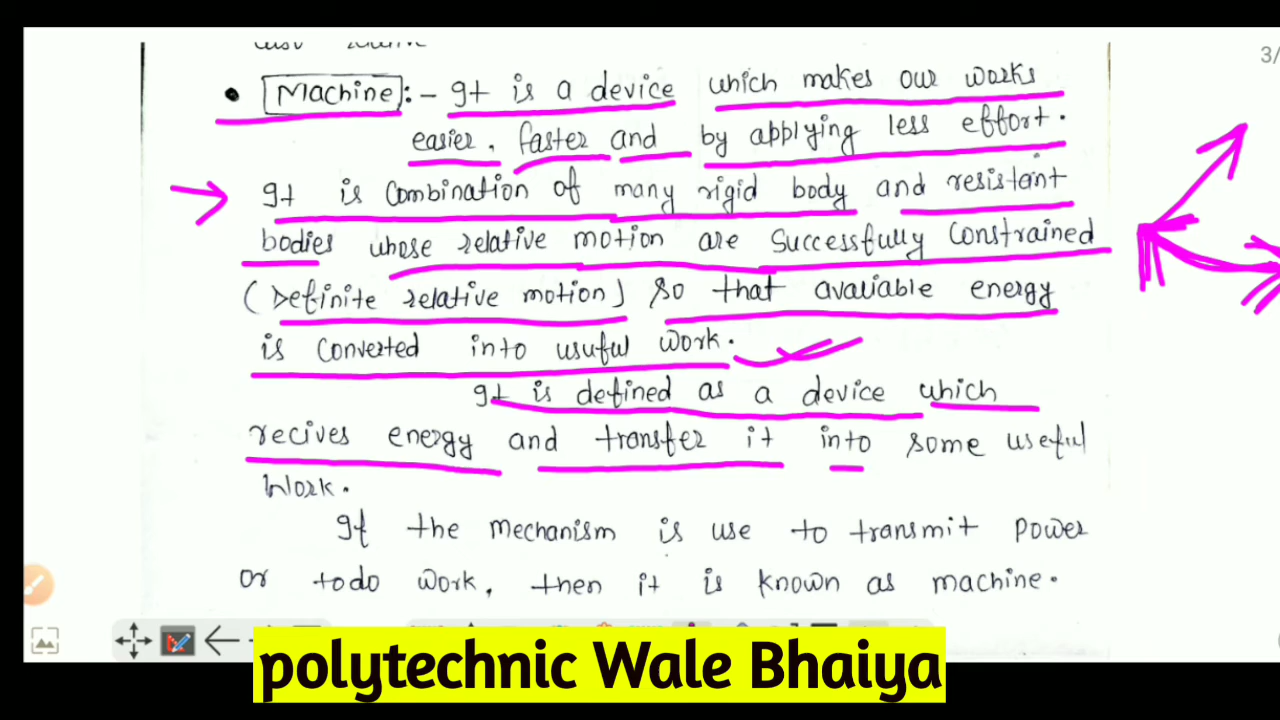 3/
• Machine :- It is a device which makes our works
easier, faster and by applying less effort.
It is combination of many rigid body and resistant
bodies whose relative motion are successfully constrained
(Definite relative motion) so that avaliable energy
is converted into usuful work.
It is defined as a device which
recives energy and transfer it into some useful
work.
If the mechanism is use to transmit power
or todo work, then it is known as machine.
polytechnic Wale Bhaiya